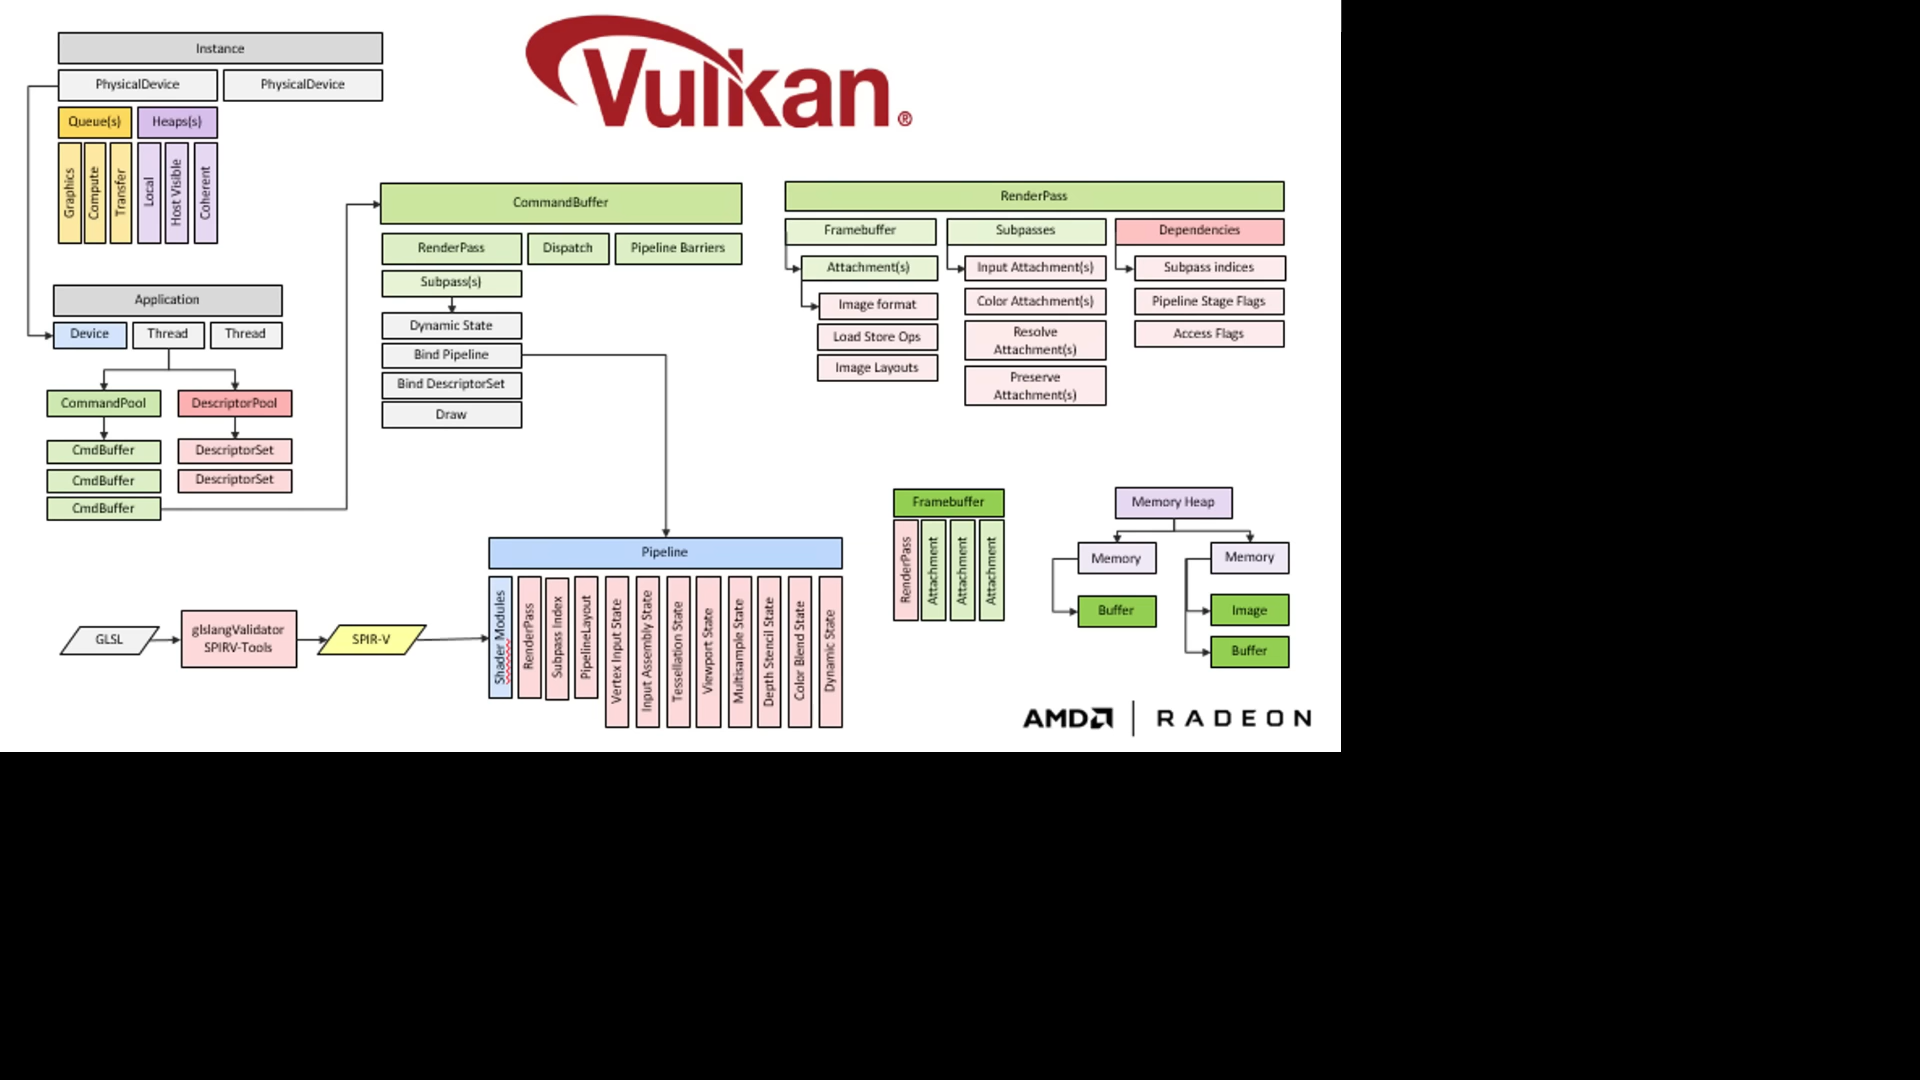 Instance
PhysicalDevice
PhysicalDevice
Queue(s)
Heaps(s)
Graphics
Compute
Transfer
Local
Host Visible
Coherent
Vulkan®
Application
Device
Thread
Thread
CommandPool
DescriptorPool
CmdBuffer
DescriptorSet
CmdBuffer
DescriptorSet
CmdBuffer
CommandBuffer
RenderPass
Dispatch
Pipeline Barriers
Subpass(s)
Dynamic State
Bind Pipeline
Bind DescriptorSet
Draw
RenderPass
Framebuffer
Subpasses
Dependencies
Attachment(s)
Input Attachment(s)
Subpass indices
Image format
Color Attachment(s)
Pipeline Stage Flags
Load Store Ops
Resolve
Attachment(s)
Access Flags
Image Layouts
Preserve
Attachment(s)
GLSL
glslangValidator
SPIRV-Tools
SPIR-V
Pipeline
Shader Modules
RenderPass
Subpass Index
PipelineLayout
Vertex Input State
Input Assembly State
Tessellation State
Viewport State
Multisample State
Depth Stencil State
Color Blend State
Dynamic State
Framebuffer
RenderPass
Attachment
Attachment
Attachment
Memory Heap
Memory
Memory
Buffer
Image
Buffer
AMD
RADEON